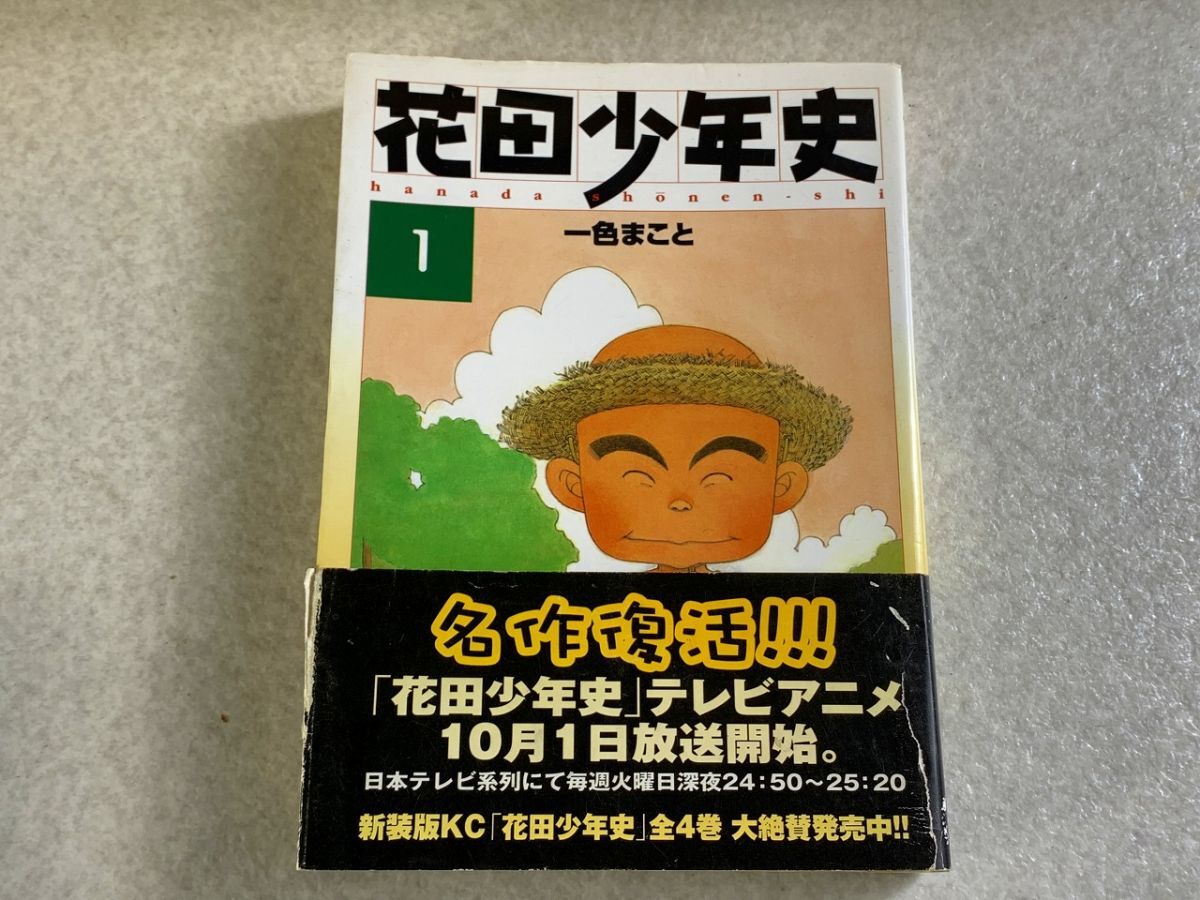 花田少年史
hanada shōnen-shi
一色まこと
1
名作復活!!!
「花田少年史」テレビアニメ
10月1日放送開始。
日本テレビ系列にて毎週火曜日深夜24:50〜25:20
新装版KC「花田少年史」全4巻 大絶賛発売中!!